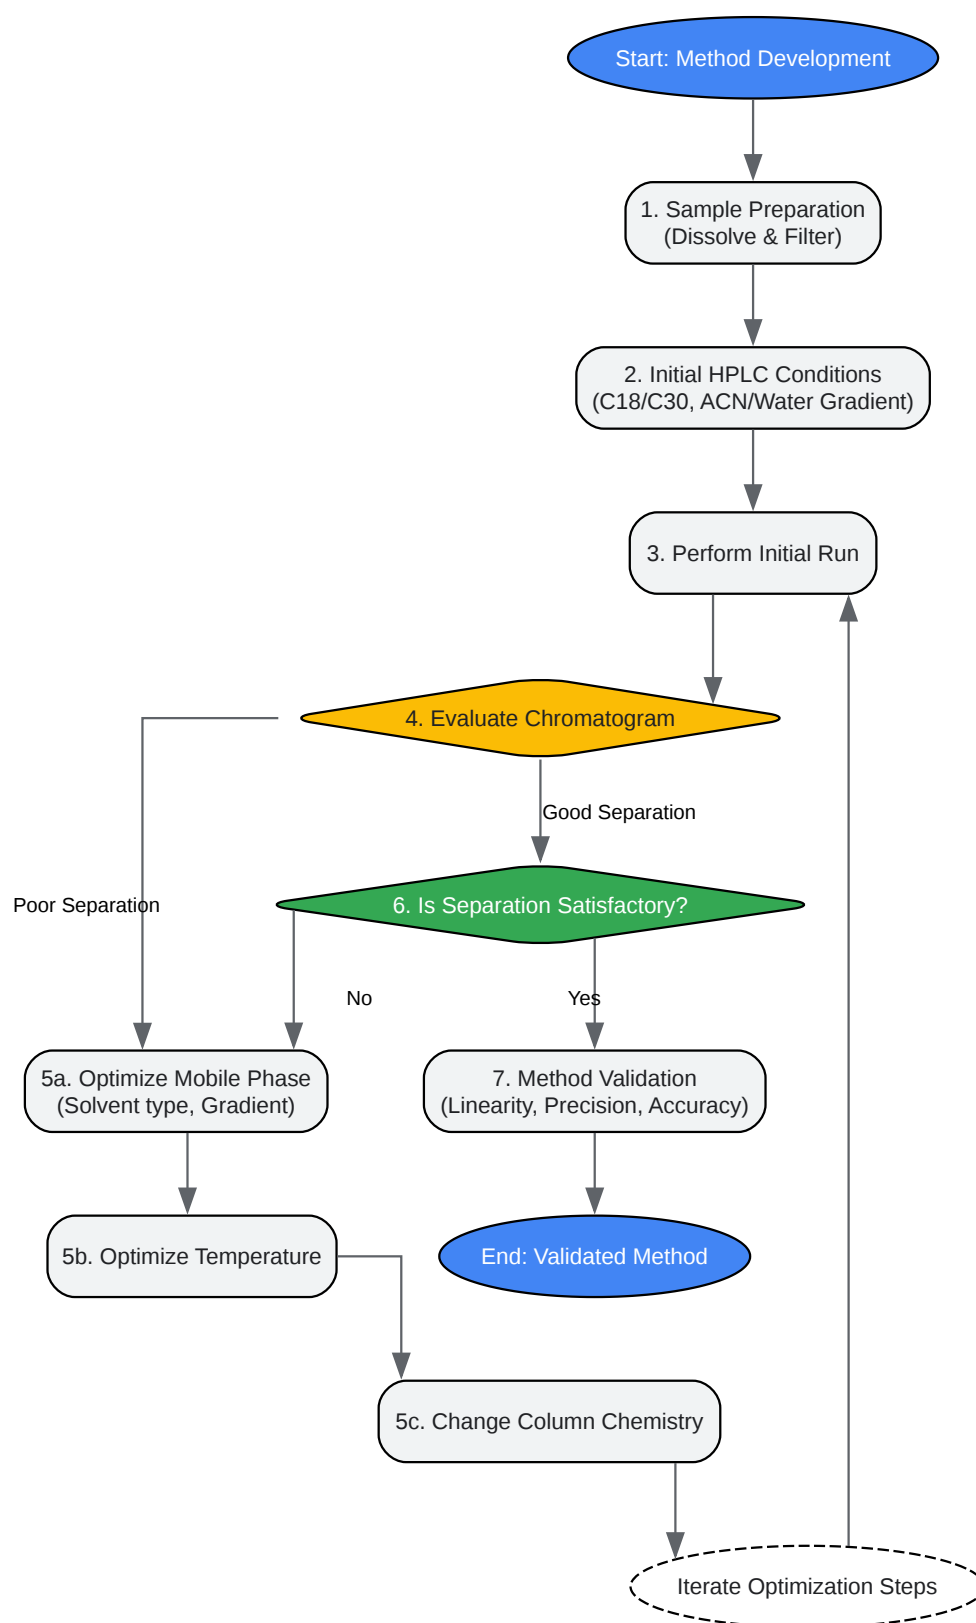 Start: Method Development
1. Sample Preparation
(Dissolve & Filter)
2. Initial HPLC Conditions
(C18/C30, ACN/Water Gradient)
3. Perform Initial Run
4. Evaluate Chromatogram
Good Separation
Poor Separation
6. Is Separation Satisfactory?
No
Yes
5a. Optimize Mobile Phase
(Solvent type, Gradient)
7. Method Validation
(Linearity, Precision, Accuracy)
5b. Optimize Temperature
End: Validated Method
5c. Change Column Chemistry
Iterate Optimization Steps